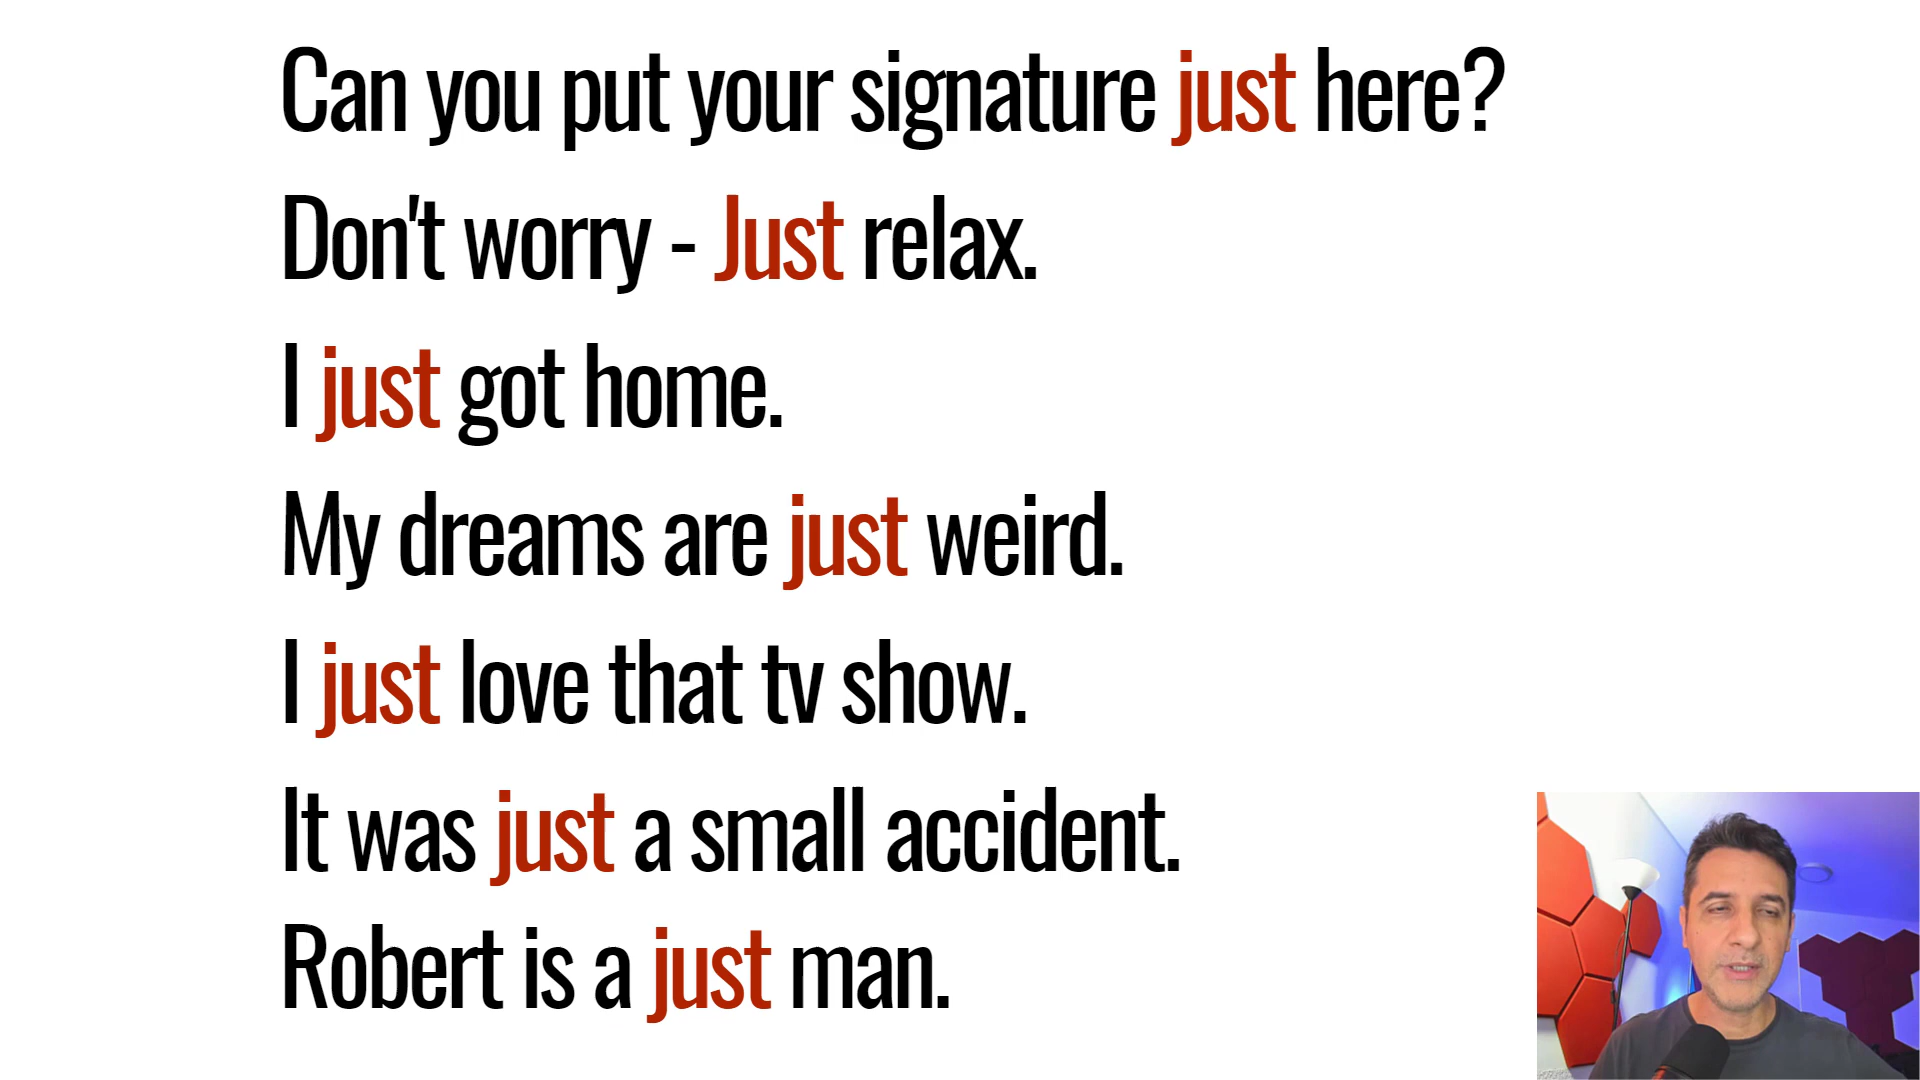 Can you put your signature just here?
Don't worry - Just relax.
I just got home.
My dreams are just weird.
I just love that tv show.
It was just a small accident.
Robert is a just man.